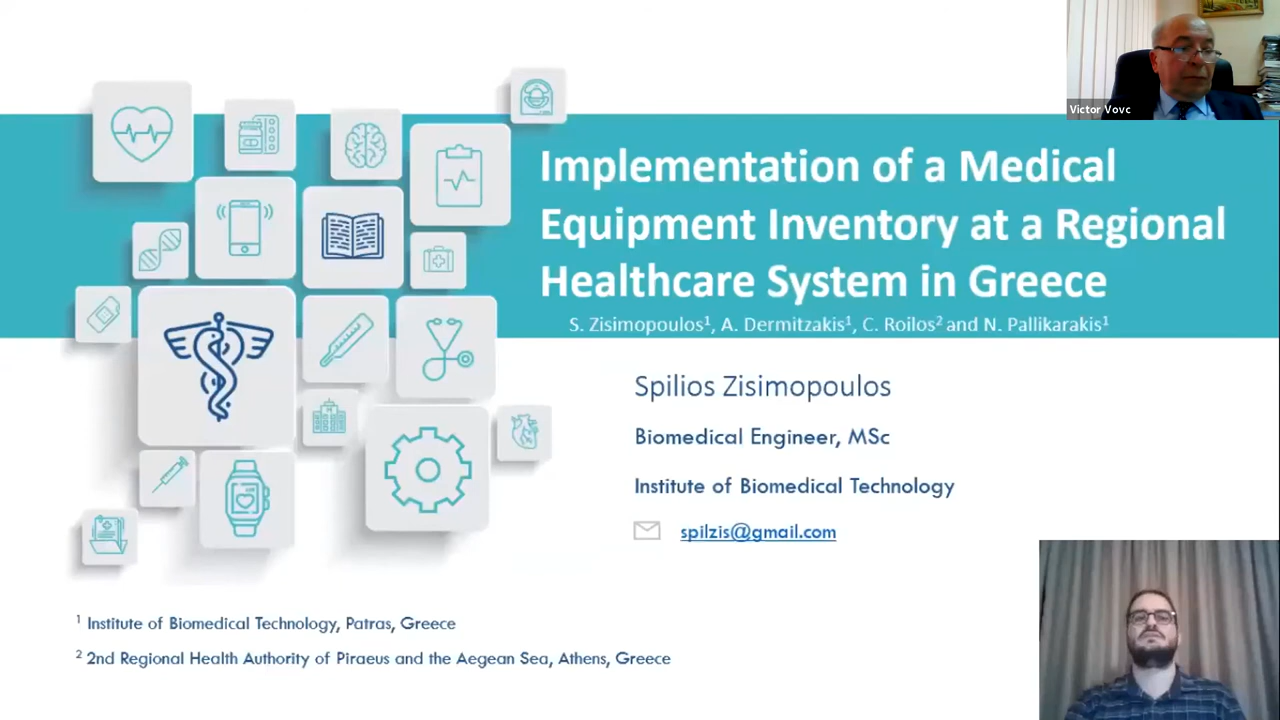 Victor Vovc
Implementation of a Medical
Equipment Inventory at a Regional
Healthcare System in Greece
S. Zisimopoulos¹, A. Dermitzakis¹, C. Roilos² and N. Pallikarakis¹
Spilios Zisimopoulos
Biomedical Engineer, MSc
Institute of Biomedical Technology
spilzis@gmail.com
¹ Institute of Biomedical Technology, Patras, Greece
² 2nd Regional Health Authority of Piraeus and the Aegean Sea, Athens, Greece